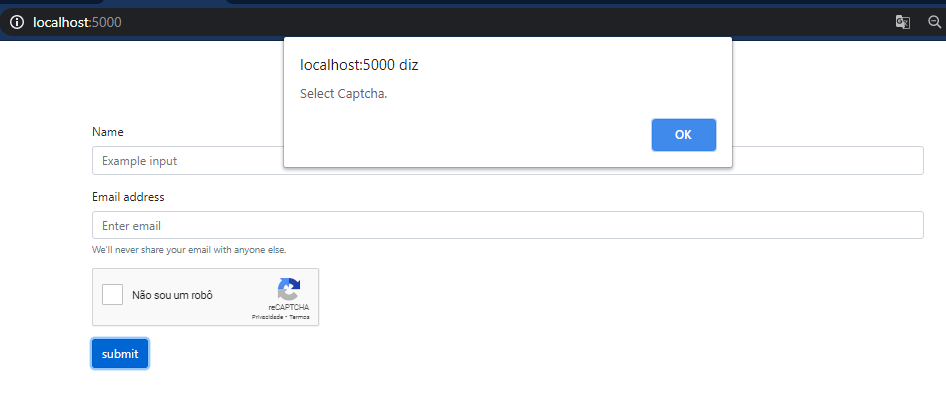 localhost:5000
localhost:5000 diz
Select Captcha.
OK
Name
Example input
Email address
Enter email
We'll never share your email with anyone else.
Não sou um robô
reCAPTCHA
Privacidade - Termos
submit